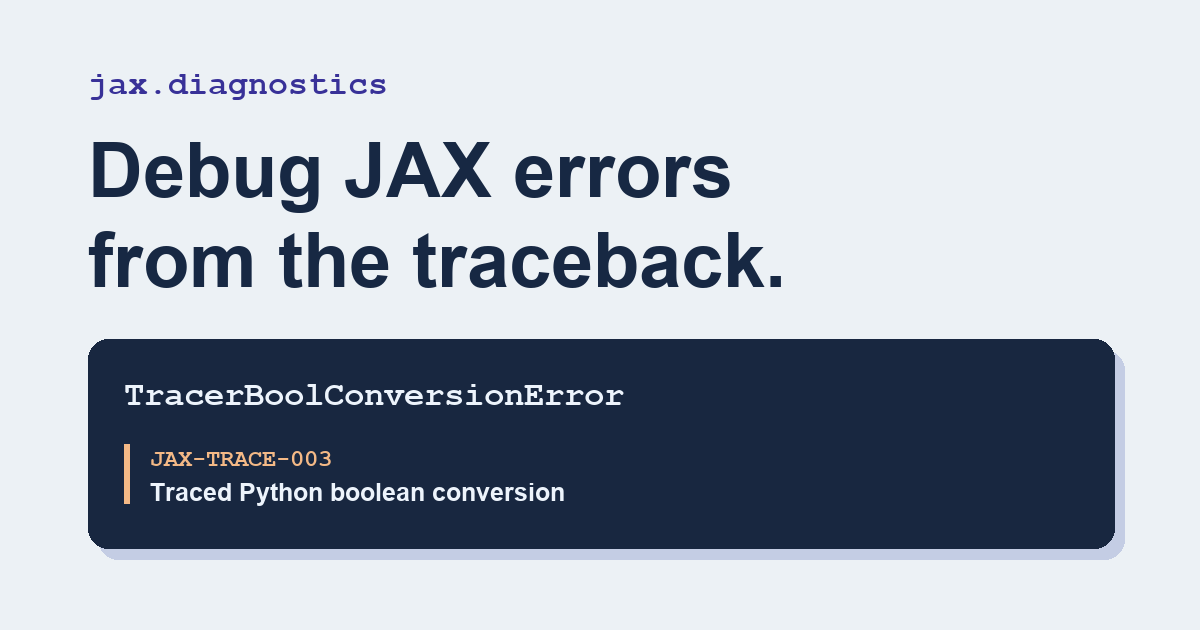 jax.diagnostics
Debug JAX errors
from the traceback.
TracerBoolConversionError
JAX-TRACE-003
Traced Python boolean conversion